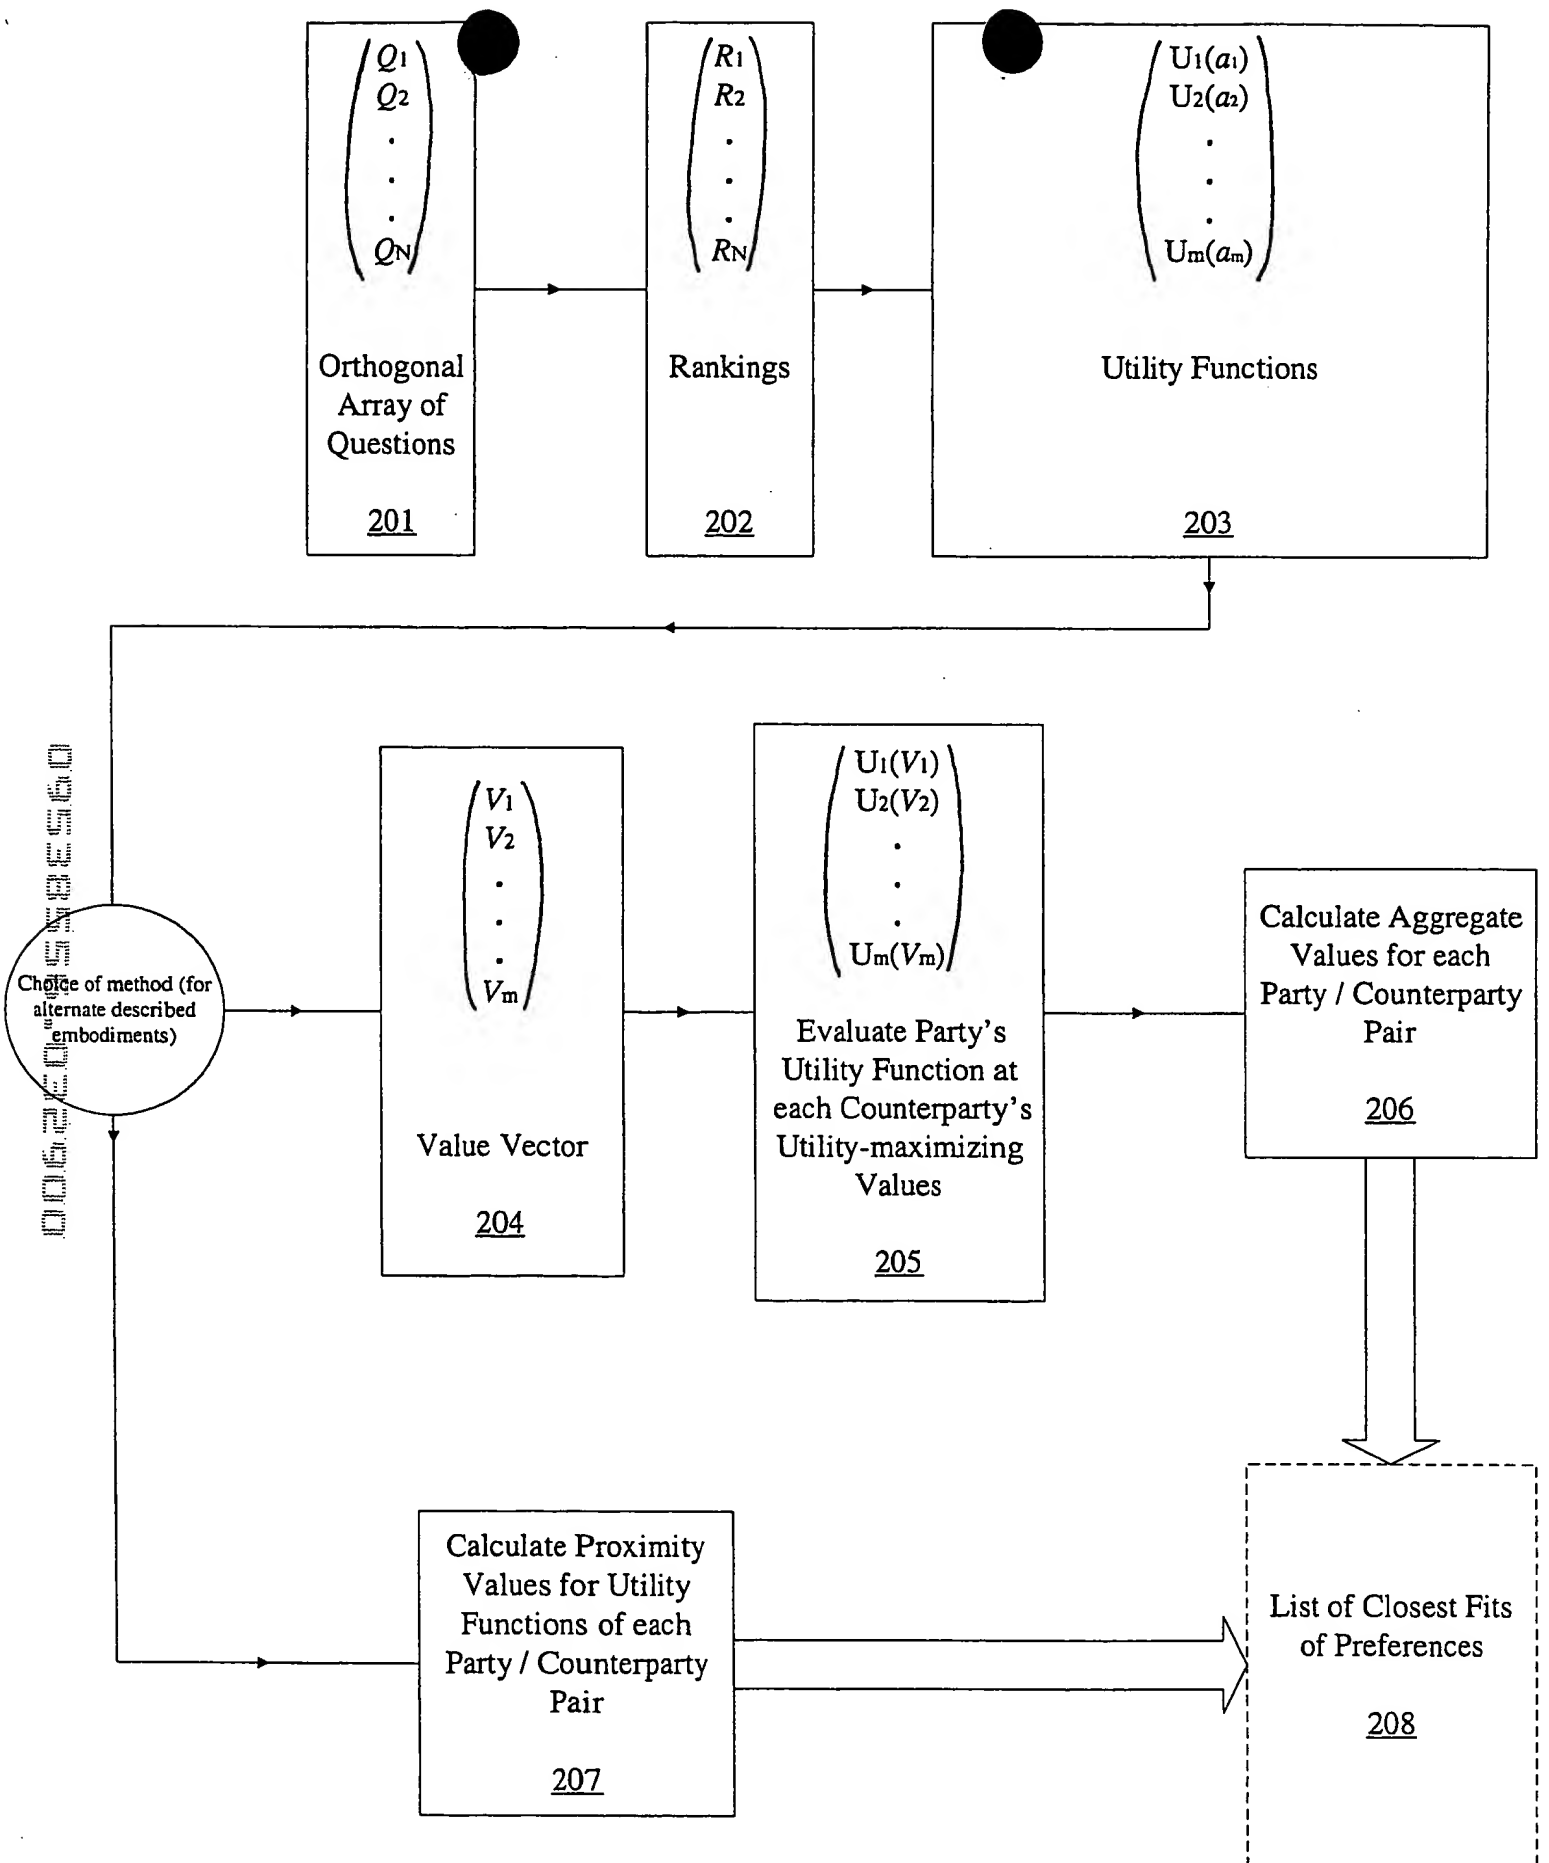 Q1
Q2
.
.
.
QN
Orthogonal
Array of
Questions
201
R1
R2
.
.
.
RN
Rankings
202
U1(a1)
U2(a2)
.
.
.
Um(am)
Utility Functions
203
Choice of method (for
alternate described
embodiments)
V1
V2
.
.
.
Vm
Value Vector
204
U1(V1)
U2(V2)
.
.
.
Um(Vm)
Evaluate Party's
Utility Function at
each Counterparty's
Utility-maximizing
Values
205
Calculate Aggregate
Values for each
Party / Counterparty
Pair
206
Calculate Proximity
Values for Utility
Functions of each
Party / Counterparty
Pair
207
List of Closest Fits
of Preferences
208